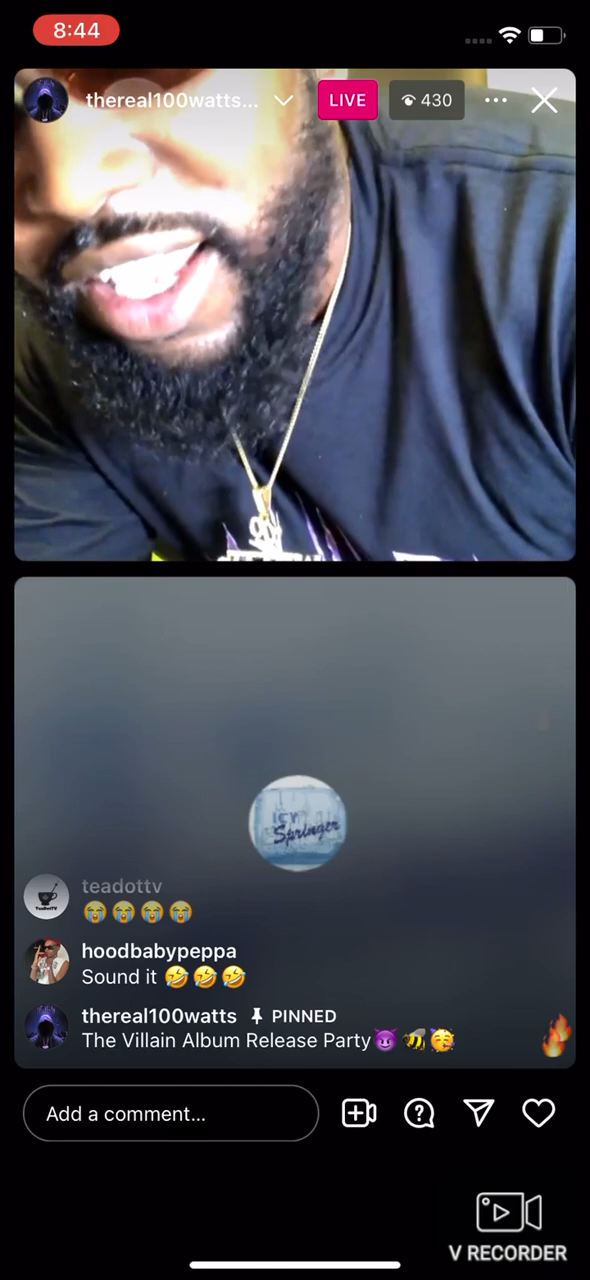 8:44
thereal100watts...
LIVE
430
ICY
Springer
teadottv
😭😭😭😭
hoodbabypeppa
Sound it 🤣🤣🤣
thereal100watts PINNED
The Villain Album Release Party😈🐝🥳
Add a comment...
V RECORDER